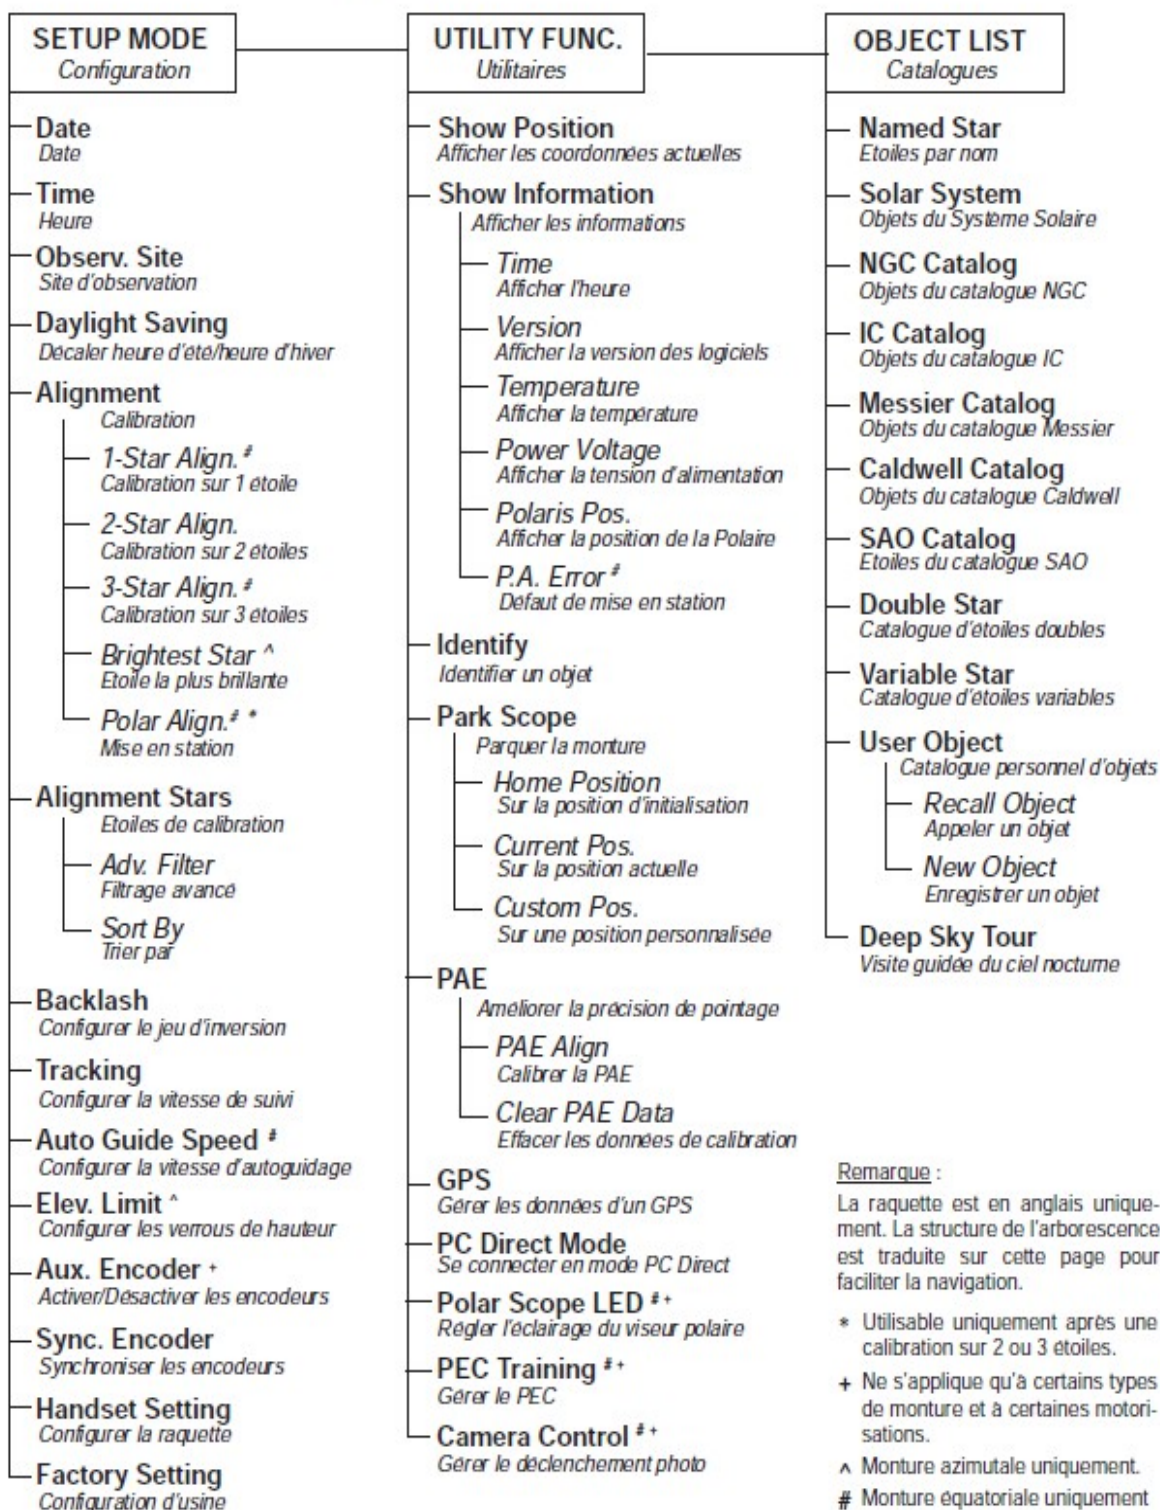 SETUP MODE
Configuration
Date
Date
Time
Heure
Observ. Site
Site d'observation
Daylight Saving
Décaler heure d'été/heure d'hiver
Alignment
Calibration
1-Star Align. #
Calibration sur 1 étoile
2-Star Align.
Calibration sur 2 étoiles
3-Star Align. #
Calibration sur 3 étoiles
Brightest Star ^
Etoile la plus brillante
Polar Align.# *
Mise en station
Alignment Stars
Etoiles de calibration
Adv. Filter
Filtrage avancé
Sort By
Trier par
Backlash
Configurer le jeu d'inversion
Tracking
Configurer la vitesse de suivi
Auto Guide Speed #
Configurer la vitesse d'autoguidage
Elev. Limit ^
Configurer les verrous de hauteur
Aux. Encoder +
Activer/Désactiver les encodeurs
Sync. Encoder
Synchroniser les encodeurs
Handset Setting
Configurer la raquette
Factory Setting
Configuration d'usine
UTILITY FUNC.
Utilitaires
Show Position
Afficher les coordonnées actuelles
Show Information
Afficher les informations
Time
Afficher l'heure
Version
Afficher la version des logiciels
Temperature
Afficher la température
Power Voltage
Afficher la tension d'alimentation
Polaris Pos.
Afficher la position de la Polaire
P.A. Error #
Défaut de mise en station
Identify
Identifier un objet
Park Scope
Parquer la monture
Home Position
Sur la position d'initialisation
Current Pos.
Sur la position actuelle
Custom Pos.
Sur une position personnalisée
PAE
Améliorer la précision de pointage
PAE Align
Calibrer la PAE
Clear PAE Data
Effacer les données de calibration
GPS
Gérer les données d'un GPS
PC Direct Mode
Se connecter en mode PC Direct
Polar Scope LED # +
Régler l'éclairage du viseur polaire
PEC Training # +
Gérer le PEC
Camera Control # +
Gérer le déclenchement photo
OBJECT LIST
Catalogues
Named Star
Etoiles par nom
Solar System
Objets du Système Solaire
NGC Catalog
Objets du catalogue NGC
IC Catalog
Objets du catalogue IC
Messier Catalog
Objets du catalogue Messier
Caldwell Catalog
Objets du catalogue Caldwell
SAO Catalog
Etoiles du catalogue SAO
Double Star
Catalogue d'étoiles doubles
Variable Star
Catalogue d'étoiles variables
User Object
Catalogue personnel d'objets
Recall Object
Appeler un objet
New Object
Enregistrer un objet
Deep Sky Tour
Visite guidée du ciel nocturne
Remarque :
La raquette est en anglais unique-
ment. La structure de l'arborescence
est traduite sur cette page pour
faciliter la navigation.
* Utilisable uniquement après une
calibration sur 2 ou 3 étoiles.
+ Ne s'applique qu'à certains types
de monture et à certaines motori-
sations.
^ Monture azimutale uniquement.
# Monture équatoriale uniquement